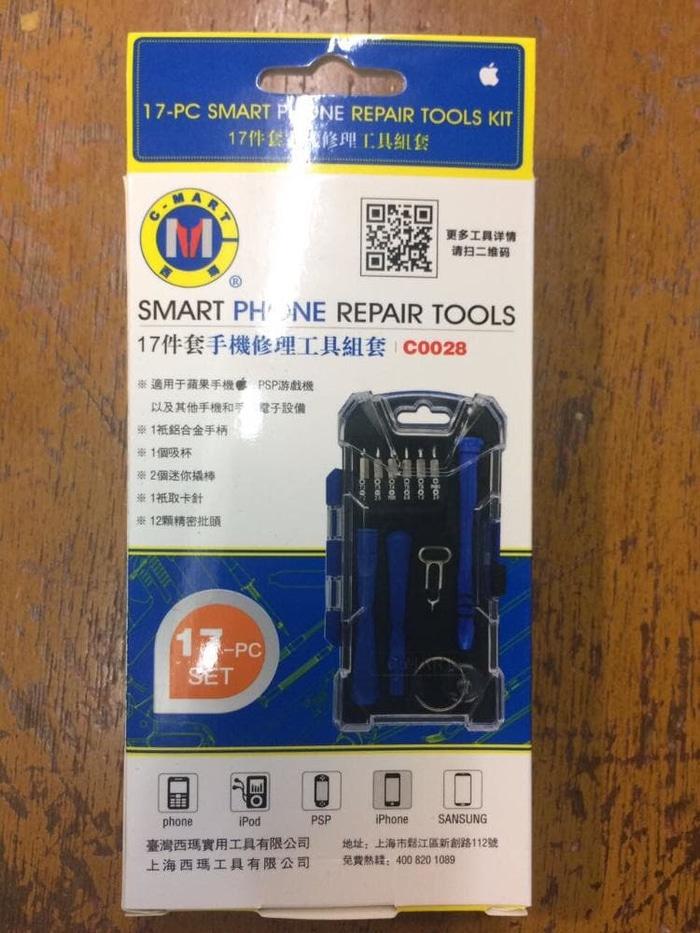 17-PC SMART PHONE REPAIR TOOLS KIT
17件套手機修理工具組套
C-MART
西瑪
®
更多工具详情
请扫二维码
SMART PHONE REPAIR TOOLS
17件套手機修理工具組套 | C0028
※ 適用于蘋果手機 PSP游戲機
以及其他手機和手 電子設備
※ 1祇鋁合金手柄
※ 1個吸杯
※ 2個迷你撬棒
※ 1祇取卡針
※ 12顆精密批頭
17-PC
SET
phone iPod PSP iPhone SANSUNG
臺灣西瑪實用工具有限公司
上海西瑪工具有限公司
地址：上海市鬆江區新創路112號
免費熱綫：400 820 1089